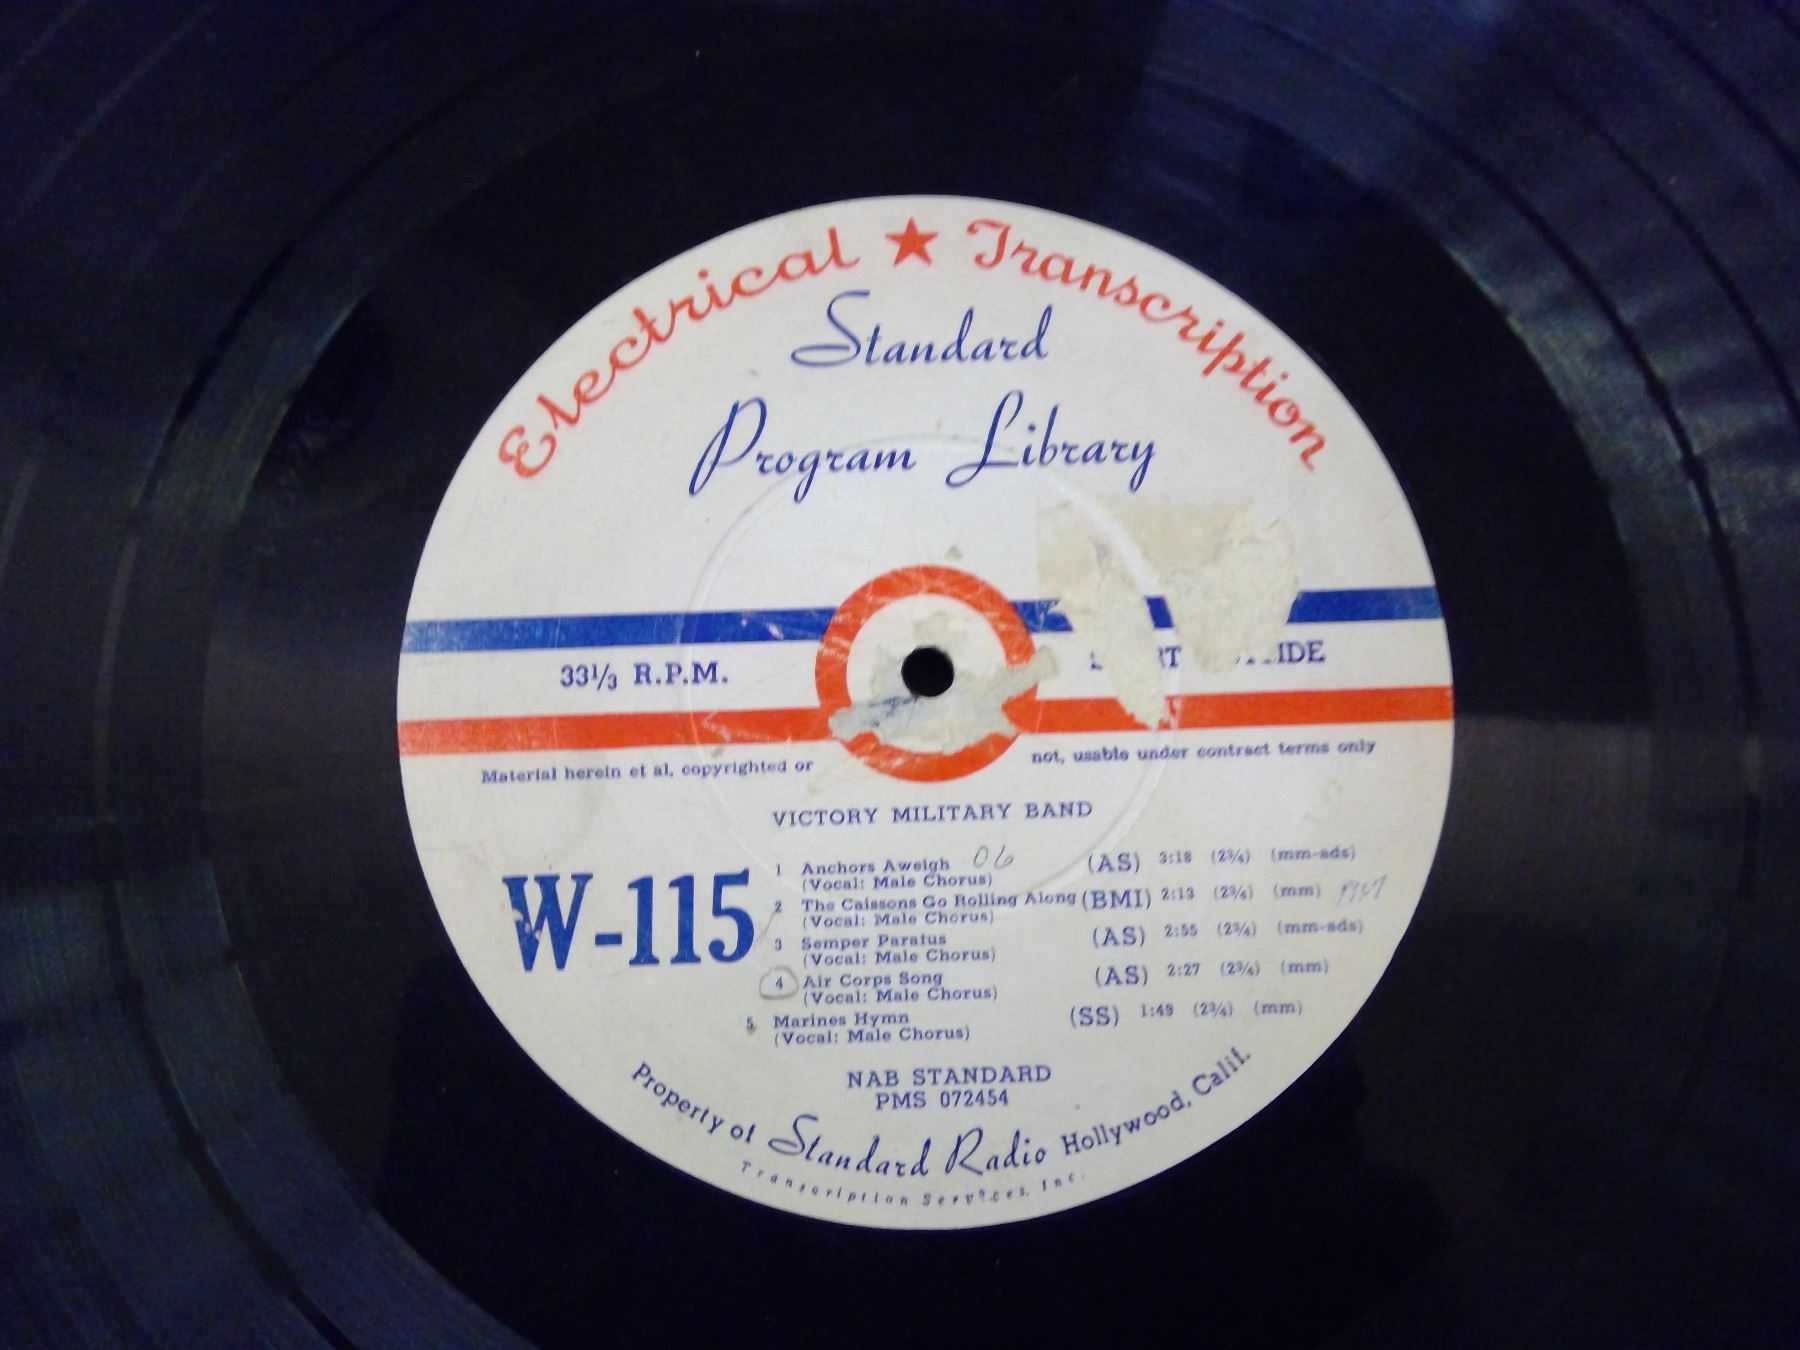 Electrical ★ Transcription
Standard
Program Library
33⅓ R.P.M.
Material herein et al, copyrighted or not, usable under contract terms only
VICTORY MILITARY BAND
W-115
1 Anchors Aweigh 06 (AS) 3:18 (2¾) (mm-ads)
(Vocal: Male Chorus)
2 The Caissons Go Rolling Along (BMI) 2:13 (2¾) (mm)
(Vocal: Male Chorus)
3 Semper Paratus (AS) 2:55 (2¾) (mm-ads)
(Vocal: Male Chorus)
4 Air Corps Song (AS) 2:27 (2¾) (mm)
(Vocal: Male Chorus)
5 Marines Hymn (SS) 1:49 (2¾) (mm)
(Vocal: Male Chorus)
NAB STANDARD
PMS 072454
Property of Standard Radio Hollywood, Calif.
Transcription Services, Inc.